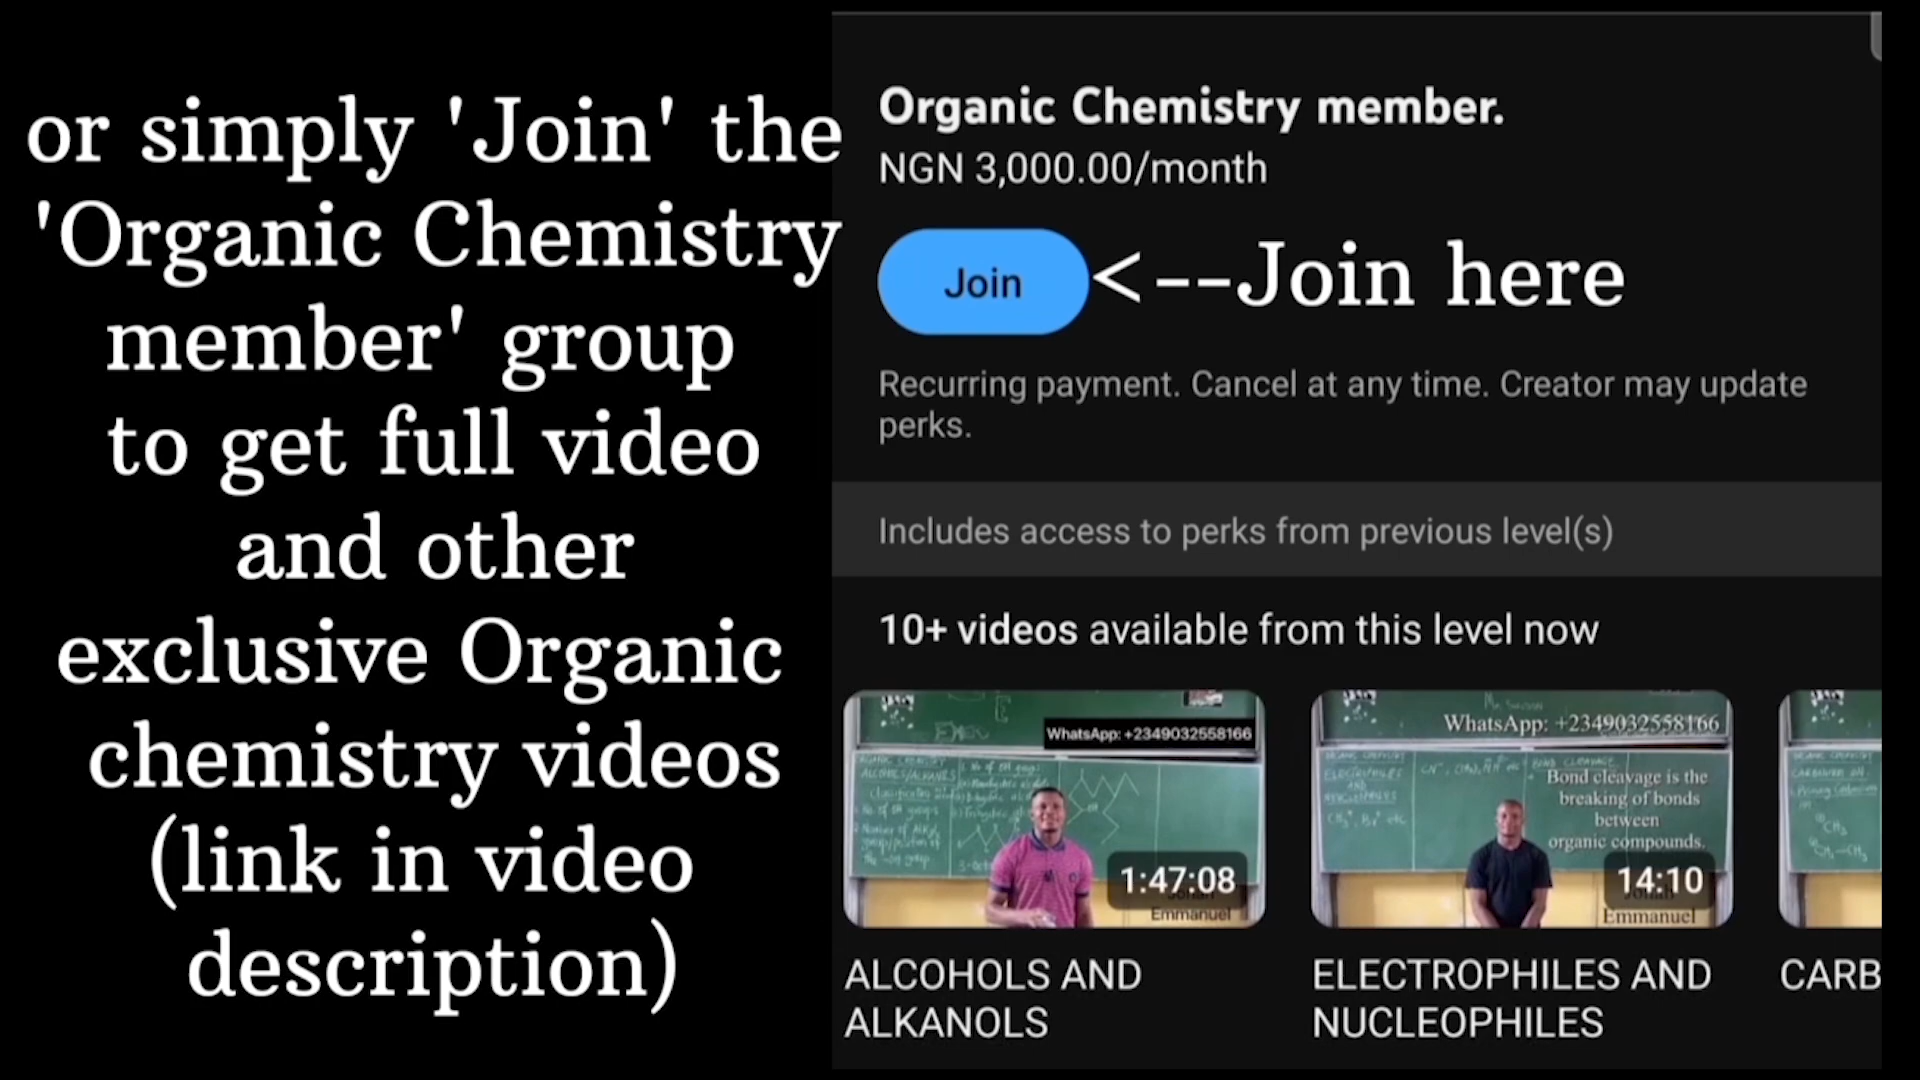 or simply 'Join' the
'Organic Chemistry
member' group
to get full video
and other
exclusive Organic
chemistry videos
(link in video
description)
Organic Chemistry member.
NGN 3,000.00/month
Join
<--Join here
Recurring payment. Cancel at any time. Creator may update
perks.
Includes access to perks from previous level(s)
10+ videos available from this level now
WhatsApp: +2349032558166
ALCOHOLS/ALKANOLS
1:47:08
Emmanuel
ALCOHOLS AND
ALKANOLS
WhatsApp: +2349032558166
Bond cleavage is the
breaking of bonds
between
organic compounds.
14:10
Emmanuel
ELECTROPHILES AND
NUCLEOPHILES
CARB